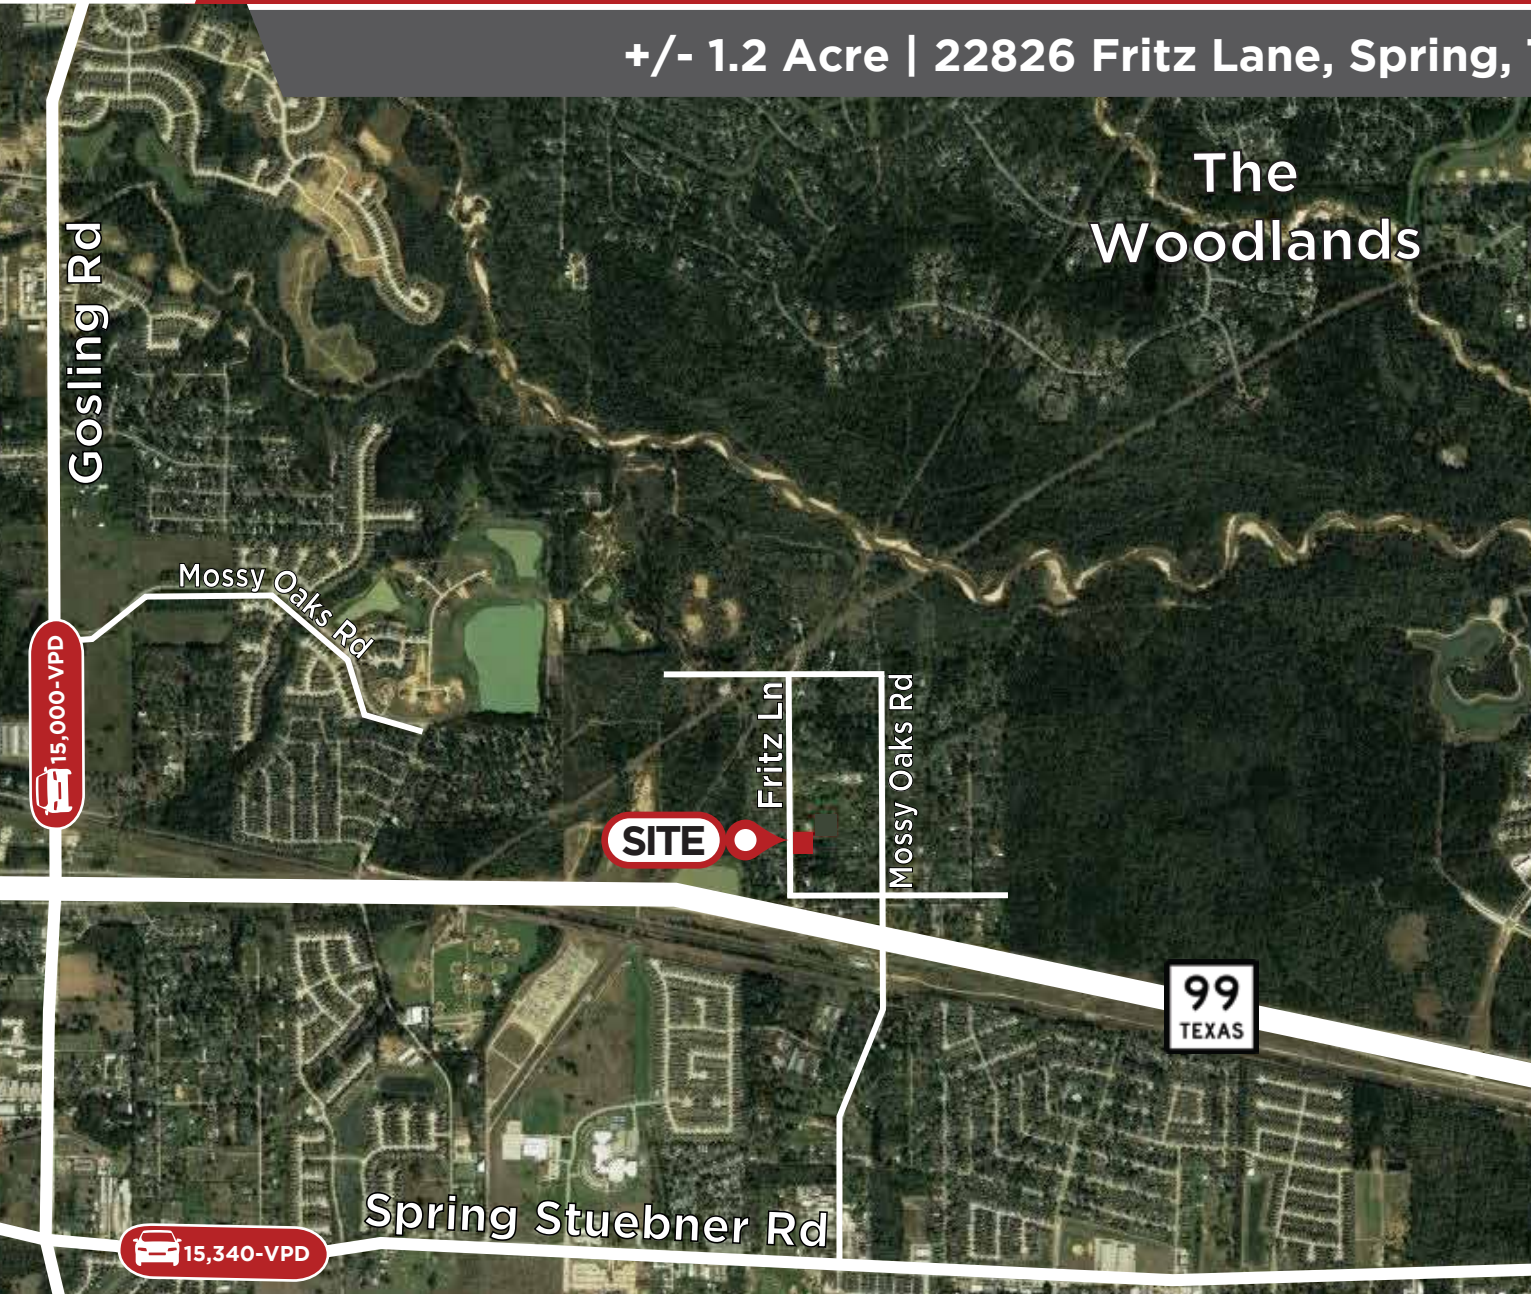 +/- 1.2 Acre | 22826 Fritz Lane, Spring,
The
Woodlands
Gosling Rd
Mossy Oaks Rd
15,000-VPD
Fritz Ln
Mossy Oaks Rd
SITE
99
TEXAS
Spring Stuebner Rd
15,340-VPD